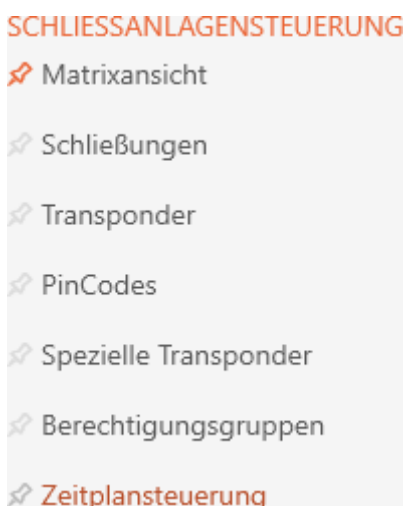 SCHLIESSANLAGENSTEUERUNG
Matrixansicht
Schließungen
Transponder
PinCodes
Spezielle Transponder
Berechtigungsgruppen
Zeitplansteuerung